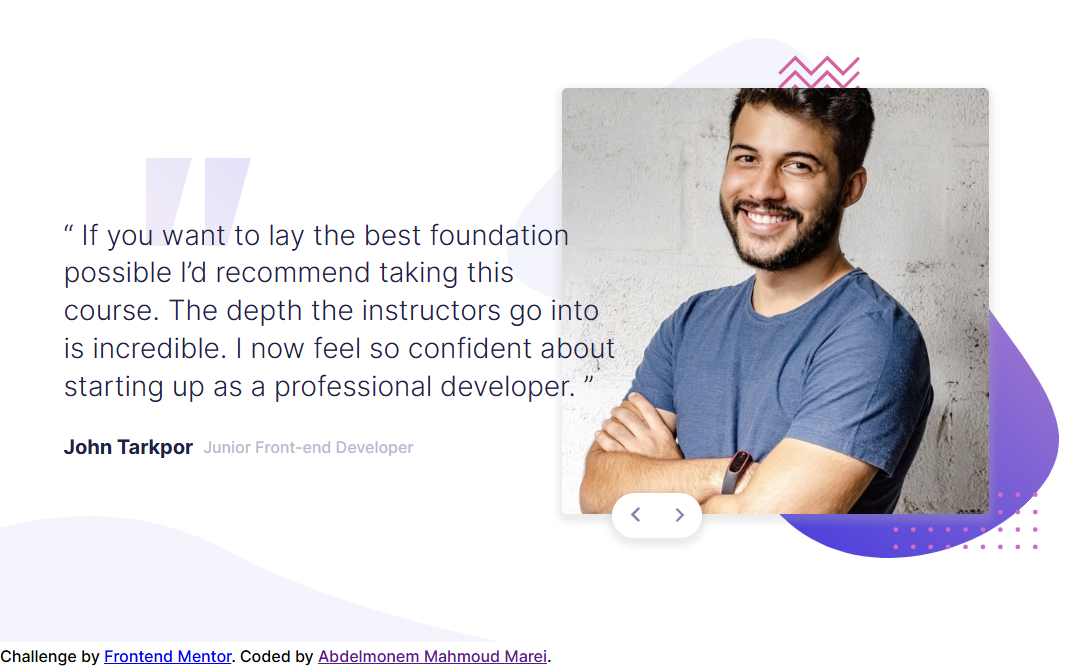 “ If you want to lay the best foundation
possible I’d recommend taking this
course. The depth the instructors go into
is incredible. I now feel so confident about
starting up as a professional developer. ”
John Tarkpor Junior Front-end Developer
Challenge by Frontend Mentor. Coded by Abdelmonem Mahmoud Marei.